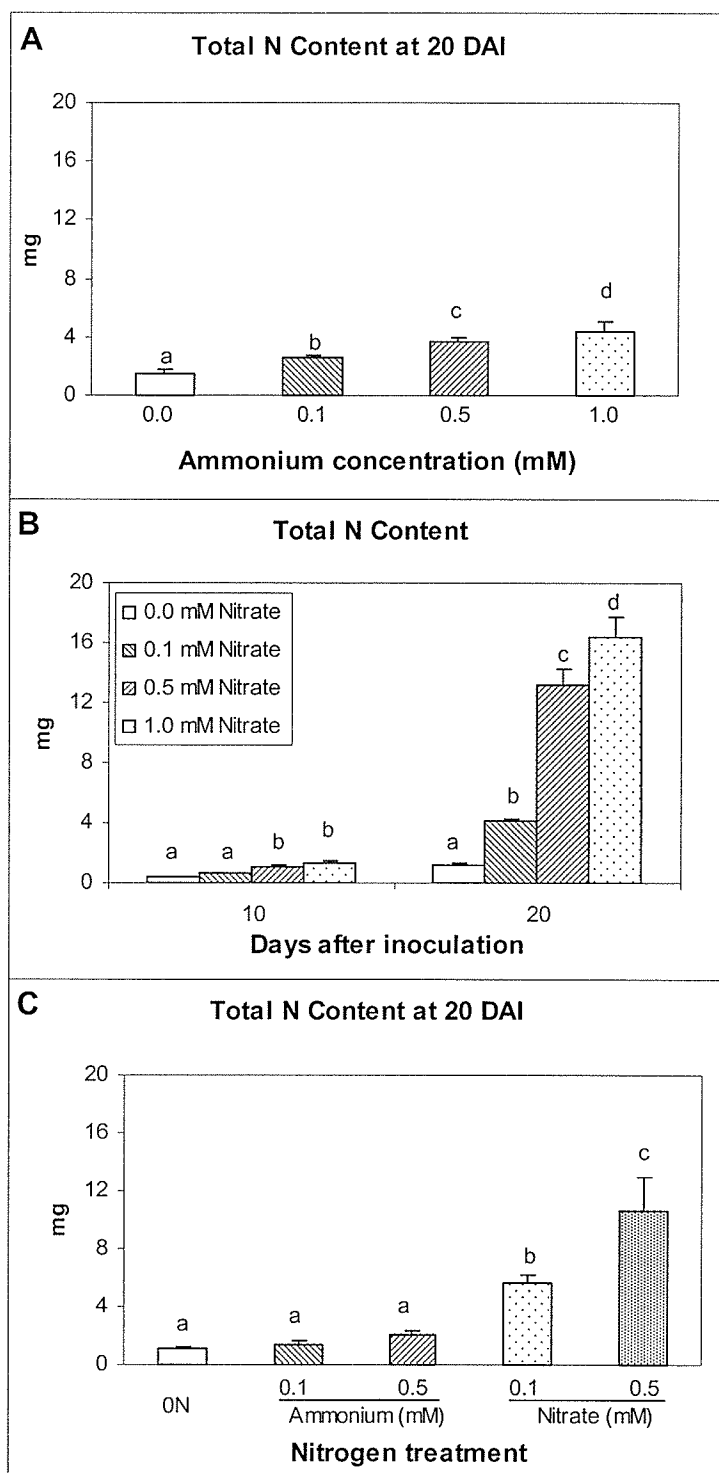 A
Total N Content at 20 DAI
20
16
12
8
4
0
mg
a
b
c
d
0.0 0.1 0.5 1.0
Ammonium concentration (mM)
B
Total N Content
20
16
12
8
4
0
mg
0.0 mM Nitrate
0.1 mM Nitrate
0.5 mM Nitrate
1.0 mM Nitrate
a a b b
a b c d
10 20
Days after inoculation
C
Total N Content at 20 DAI
20
16
12
8
4
0
mg
a a a b c
0N 0.1 0.5 0.1 0.5
Ammonium (mM) Nitrate (mM)
Nitrogen treatment